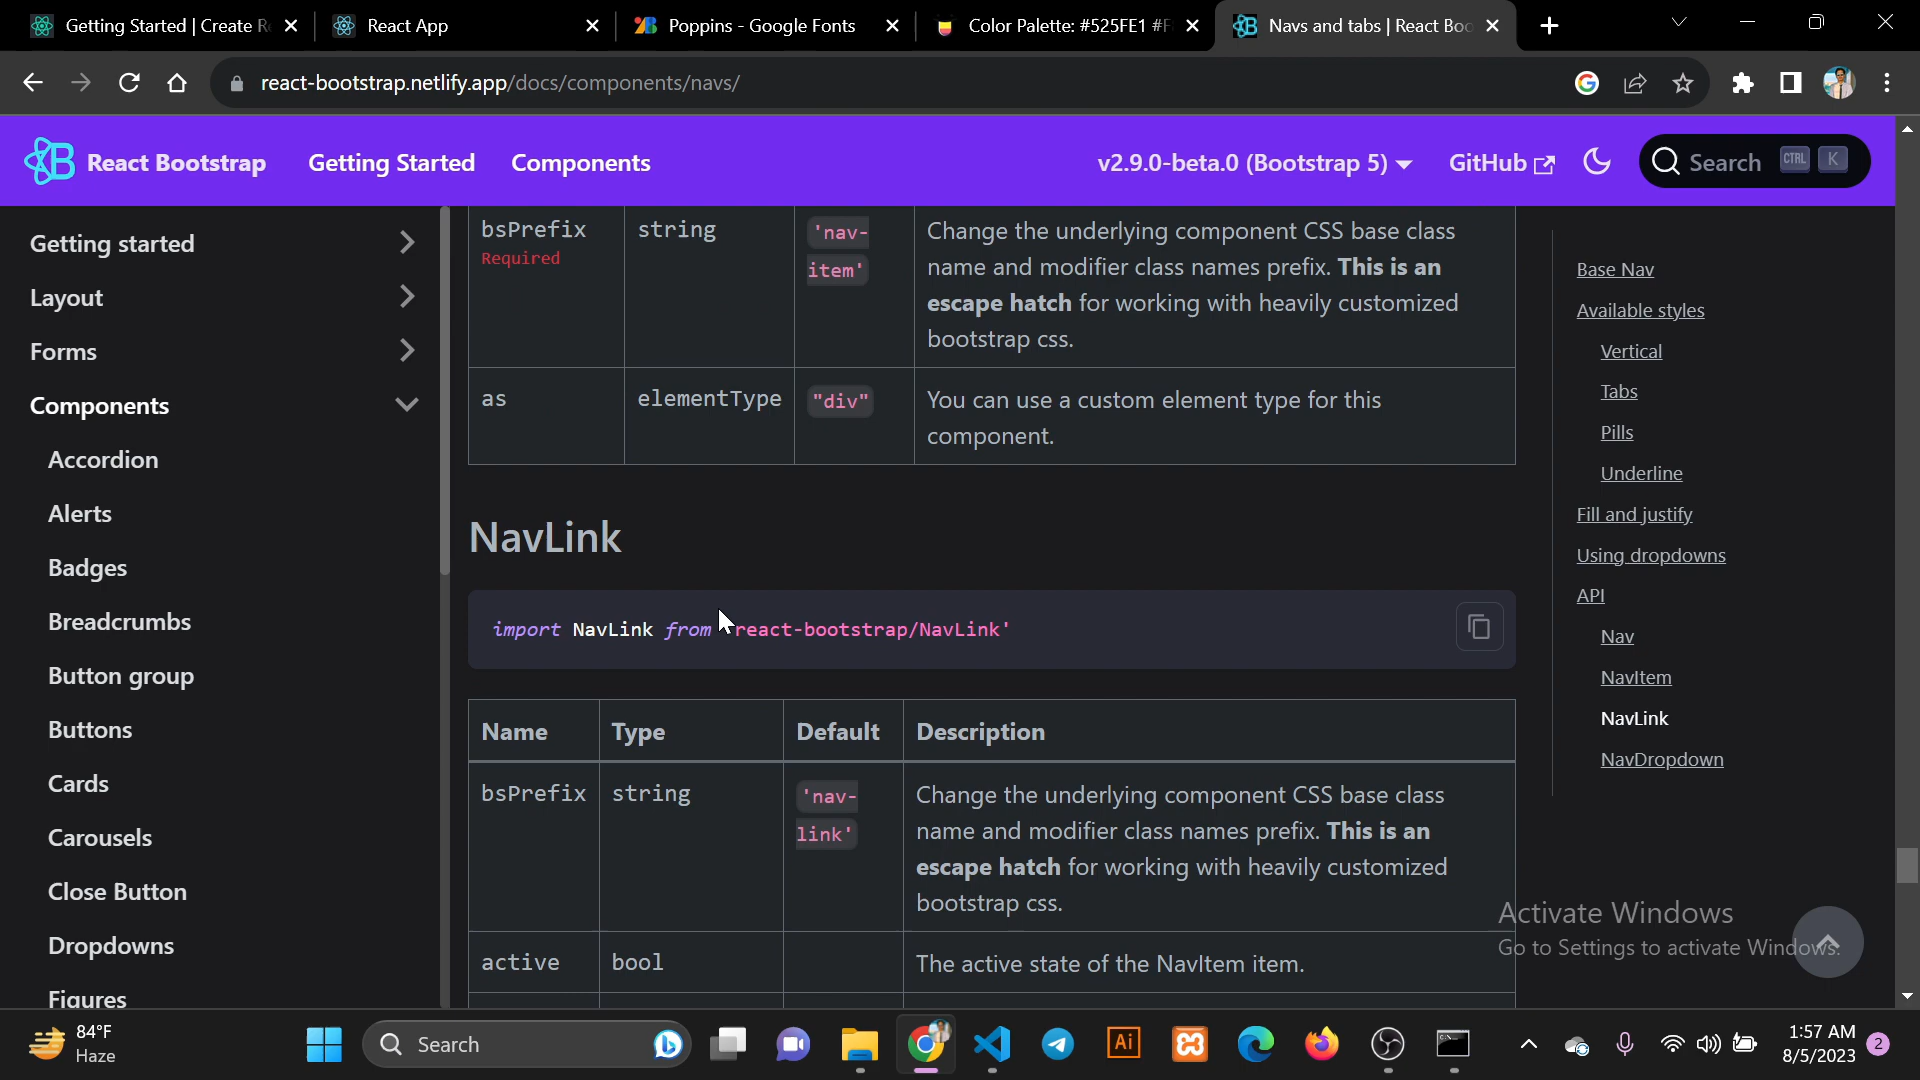 Getting Started | Create R
React App
Poppins - Google Fonts
Color Palette: #525FE1 #F
Navs and tabs | React Boo
react-bootstrap.netlify.app/docs/components/navs/
React Bootstrap
Getting Started
Components
v2.9.0-beta.0 (Bootstrap 5)
GitHub
Search
CTRL
K
Getting started
Layout
Forms
Components
Accordion
Alerts
Badges
Breadcrumbs
Button group
Buttons
Cards
Carousels
Close Button
Dropdowns
Figures
bsPrefix
Required
string
'nav-
item'
Change the underlying component CSS base class
name and modifier class names prefix. This is an
escape hatch for working with heavily customized
bootstrap css.
as
elementType
"div"
You can use a custom element type for this
component.
NavLink
import NavLink from 'react-bootstrap/NavLink'
Name
Type
Default
Description
bsPrefix
string
'nav-
link'
Change the underlying component CSS base class
name and modifier class names prefix. This is an
escape hatch for working with heavily customized
bootstrap css.
active
bool
The active state of the NavItem item.
Base Nav
Available styles
Vertical
Tabs
Pills
Underline
Fill and justify
Using dropdowns
API
Nav
NavItem
NavLink
NavDropdown
Activate Windows
Go to Settings to activate Windows.
84°F
Haze
Search
Ai
1:57 AM
8/5/2023
2